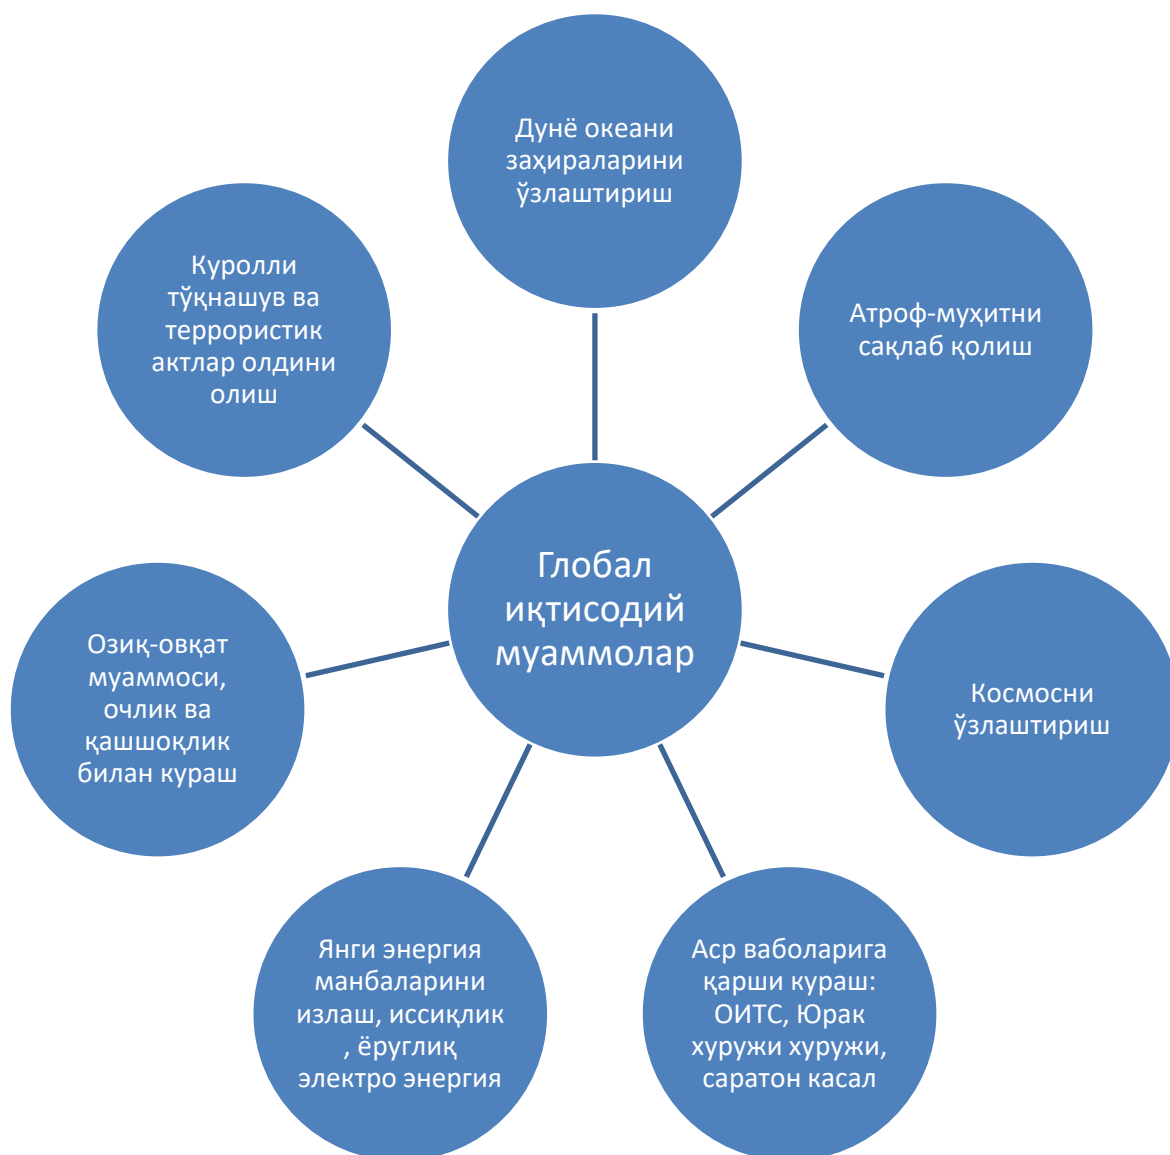 Дунё океани
заҳираларини
ўзлаштириш
Куролли
тўқнашув ва
террористик
актлар олдини
олиш
Атроф-муҳитни
сақлаб қолиш
Глобал
иқтисодий
муаммолар
Озиқ-овқат
муаммоси,
очлик ва
қашшоқлик
билан кураш
Космосни
ўзлаштириш
Янги энергия
манбаларини
излаш, иссиқлик
, ёруглиқ
электро энергия
Аср ваболарига
қарши кураш:
ОИТС, Юрак
хуружи хуружи,
саратон касал